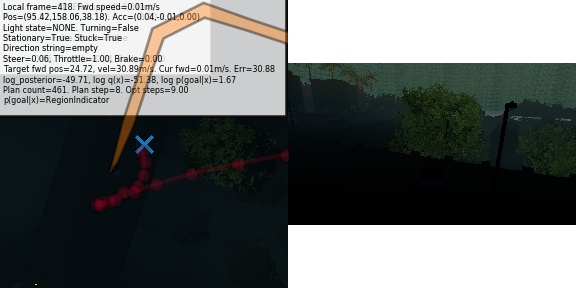 Local frame=418. Fwd speed=0.01m/s
Pos=(95.42,158.06,38.18). Acc=(0.04,-0.01,0.00)
Light state=NONE. Turning=False
Stationary=True. Stuck=True
Direction string=empty
Steer=0.06, Throttle=1.00, Brake=0.00
Target fwd pos=24.72, vel=30.89m/s. Cur fwd=0.01m/s. Err=30.88
log_posterior=-49.71, log q(x)=-51.38, log p(goal|x)=1.67
Plan count=461. Plan step=8. Opt steps=9.00
p(goal|x)=RegionIndicator